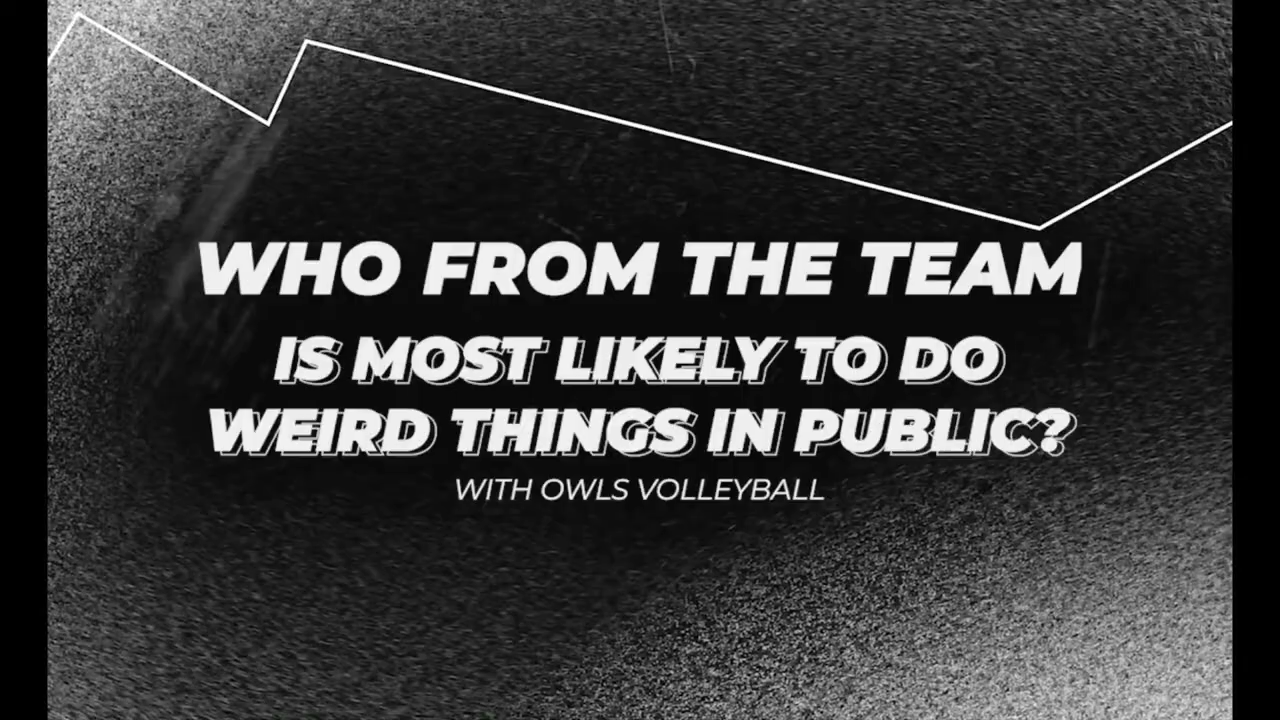 WHO FROM THE TEAM
IS MOST LIKELY TO DO
WEIRD THINGS IN PUBLIC?
WITH OWLS VOLLEYBALL